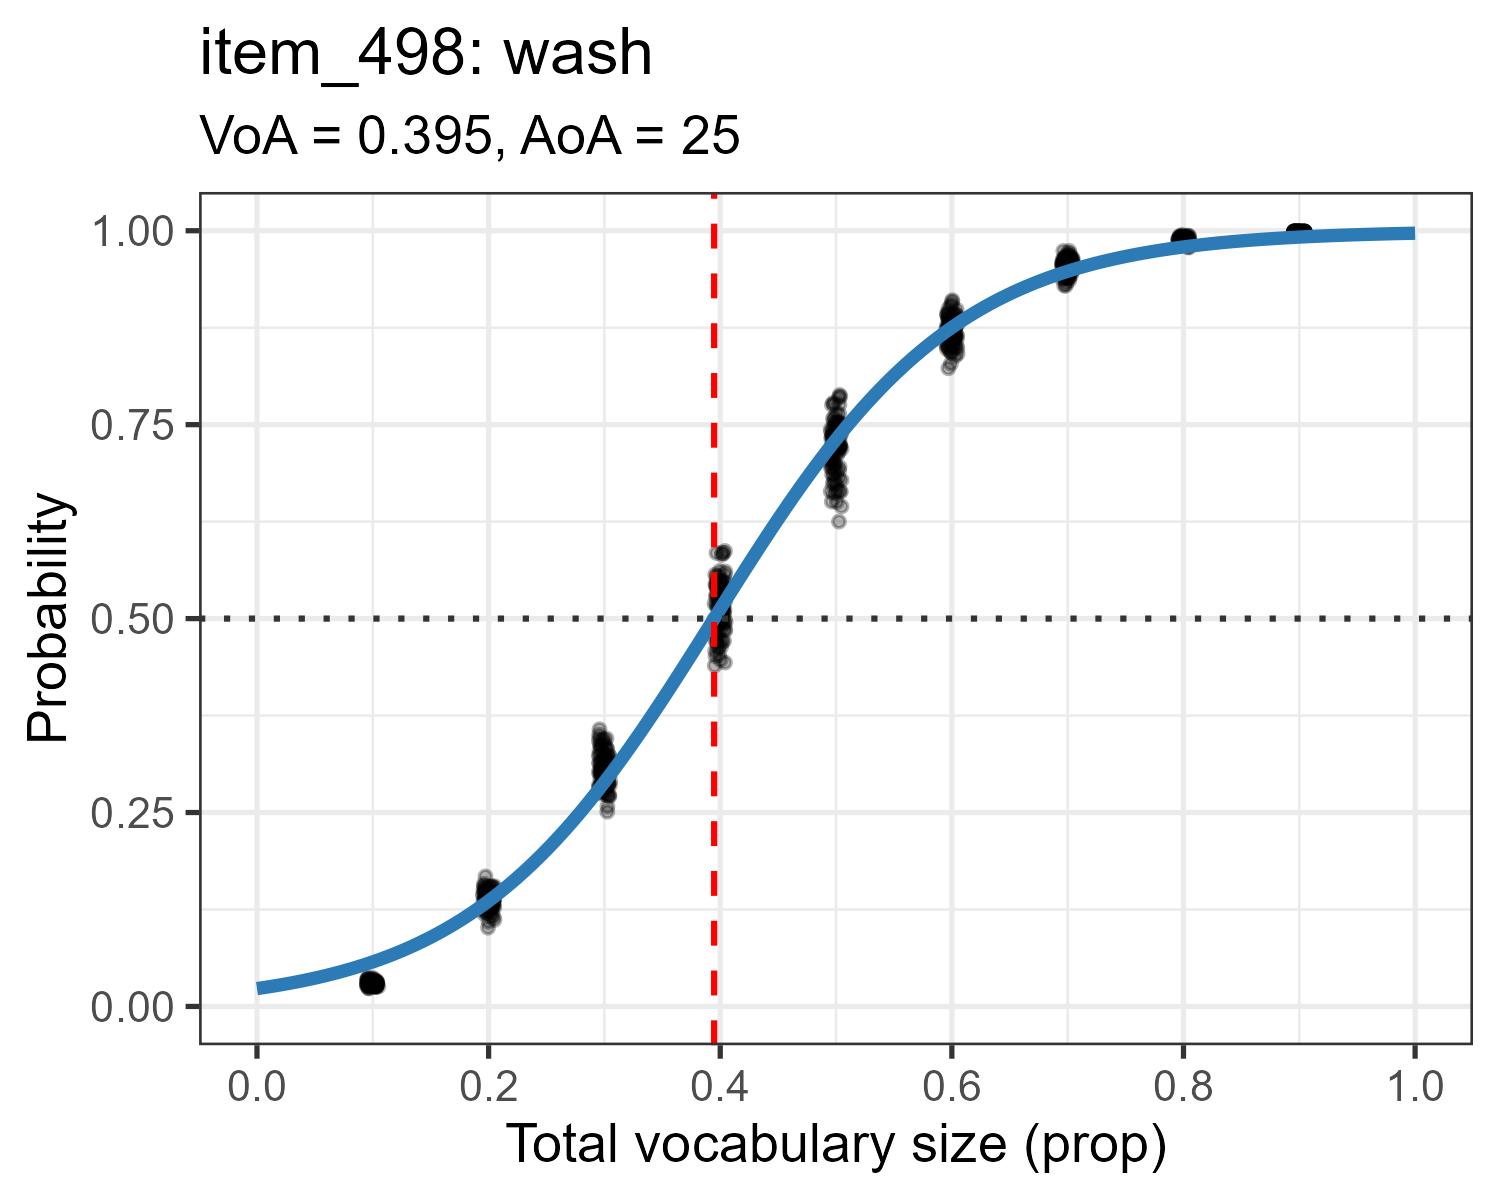 item_498: wash
VoA = 0.395, AoA = 25
1.00
0.75
0.50
0.25
0.00
Probability
0.0 0.2 0.4 0.6 0.8 1.0
Total vocabulary size (prop)